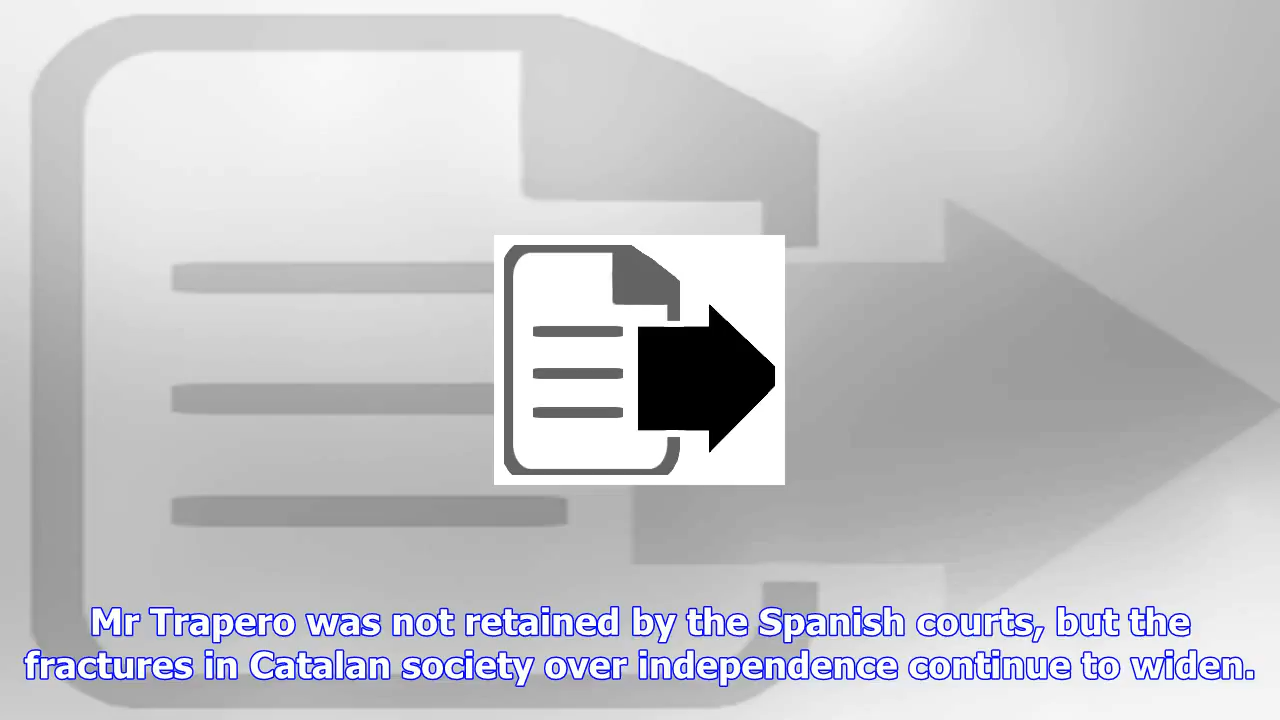 Mr Trapero was not retained by the Spanish courts, but the
fractures in Catalan society over independence continue to widen.